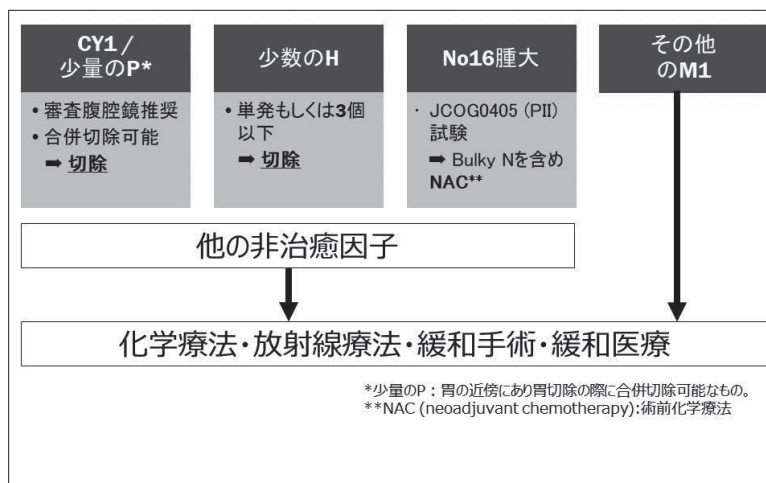 CY1 /
少量のP*
• 審査腹腔鏡推奨
• 合併切除可能
➡ 切除
少数のH
• 単発もしくは3個
以下
➡ 切除
No16腫大
・ JCOG0405 (PII)
試験
➡ Bulky Nを含め
NAC**
その他
のM1
他の非治癒因子
化学療法・放射線療法・緩和手術・緩和医療
*少量のP：胃の近傍にあり胃切除の際に合併切除可能なもの。
**NAC (neoadjuvant chemotherapy):術前化学療法